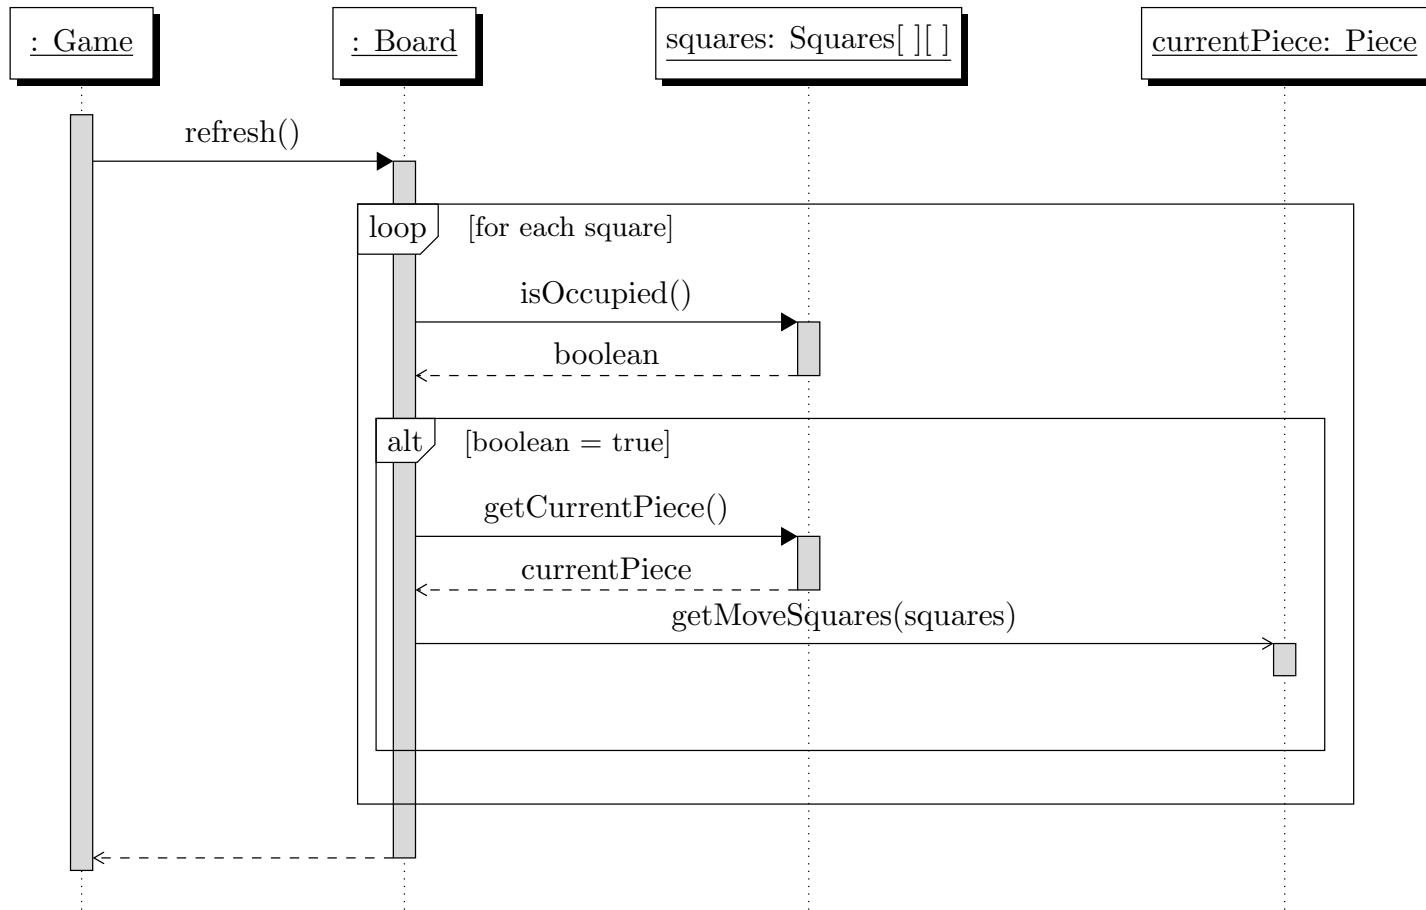 : Game
: Board
squares: Squares[ ][ ]
currentPiece: Piece
refresh()
loop
[for each square]
isOccupied()
boolean
alt
[boolean = true]
getCurrentPiece()
currentPiece
getMoveSquares(squares)